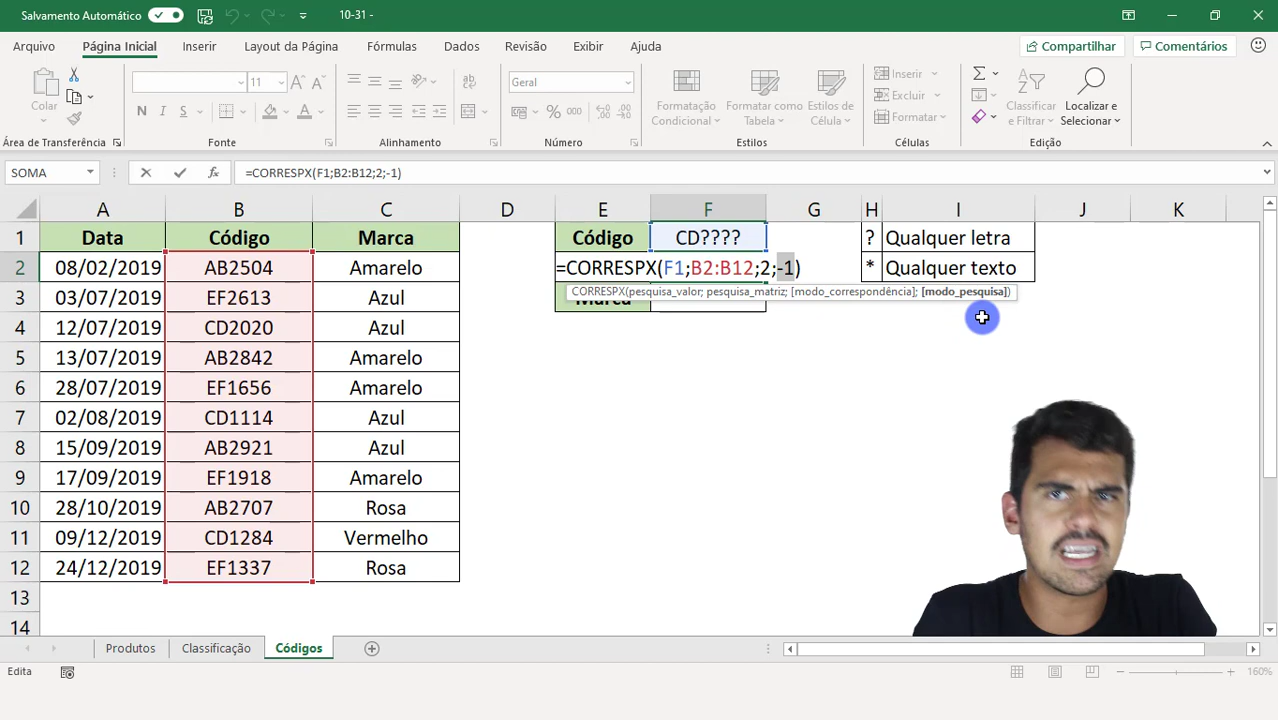 Salvamento Automático
10-31 -
Arquivo Página Inicial Inserir Layout da Página Fórmulas Dados Revisão Exibir Ajuda Compartilhar Comentários
Colar
11
N I S
Geral
% 000
Formatação Condicional
Formatar como Tabela
Estilos de Célula
Inserir
Excluir
Formatar
Classificar e Filtrar
Localizar e Selecionar
Área de Transferência Fonte Alinhamento Número Estilos Células Edição
SOMA fx =CORRESPX(F1;B2:B12;2;-1)
A B C D E F G H I J K
1 Data Código Marca Código CD???? ? Qualquer letra
2 08/02/2019 AB2504 Amarelo =CORRESPX(F1;B2:B12;2;-1) * Qualquer texto
CORRESPX(pesquisa_valor; pesquisa_matriz; [modo_correspondência]; [modo_pesquisa])
3 03/07/2019 EF2613 Azul Marca
4 12/07/2019 CD2020 Azul
5 13/07/2019 AB2842 Amarelo
6 28/07/2019 EF1656 Amarelo
7 02/08/2019 CD1114 Azul
8 15/09/2019 AB2921 Azul
9 17/09/2019 EF1918 Amarelo
10 28/10/2019 AB2707 Rosa
11 09/12/2019 CD1284 Vermelho
12 24/12/2019 EF1337 Rosa
13
14
Produtos Classificação Códigos
Edita 160%